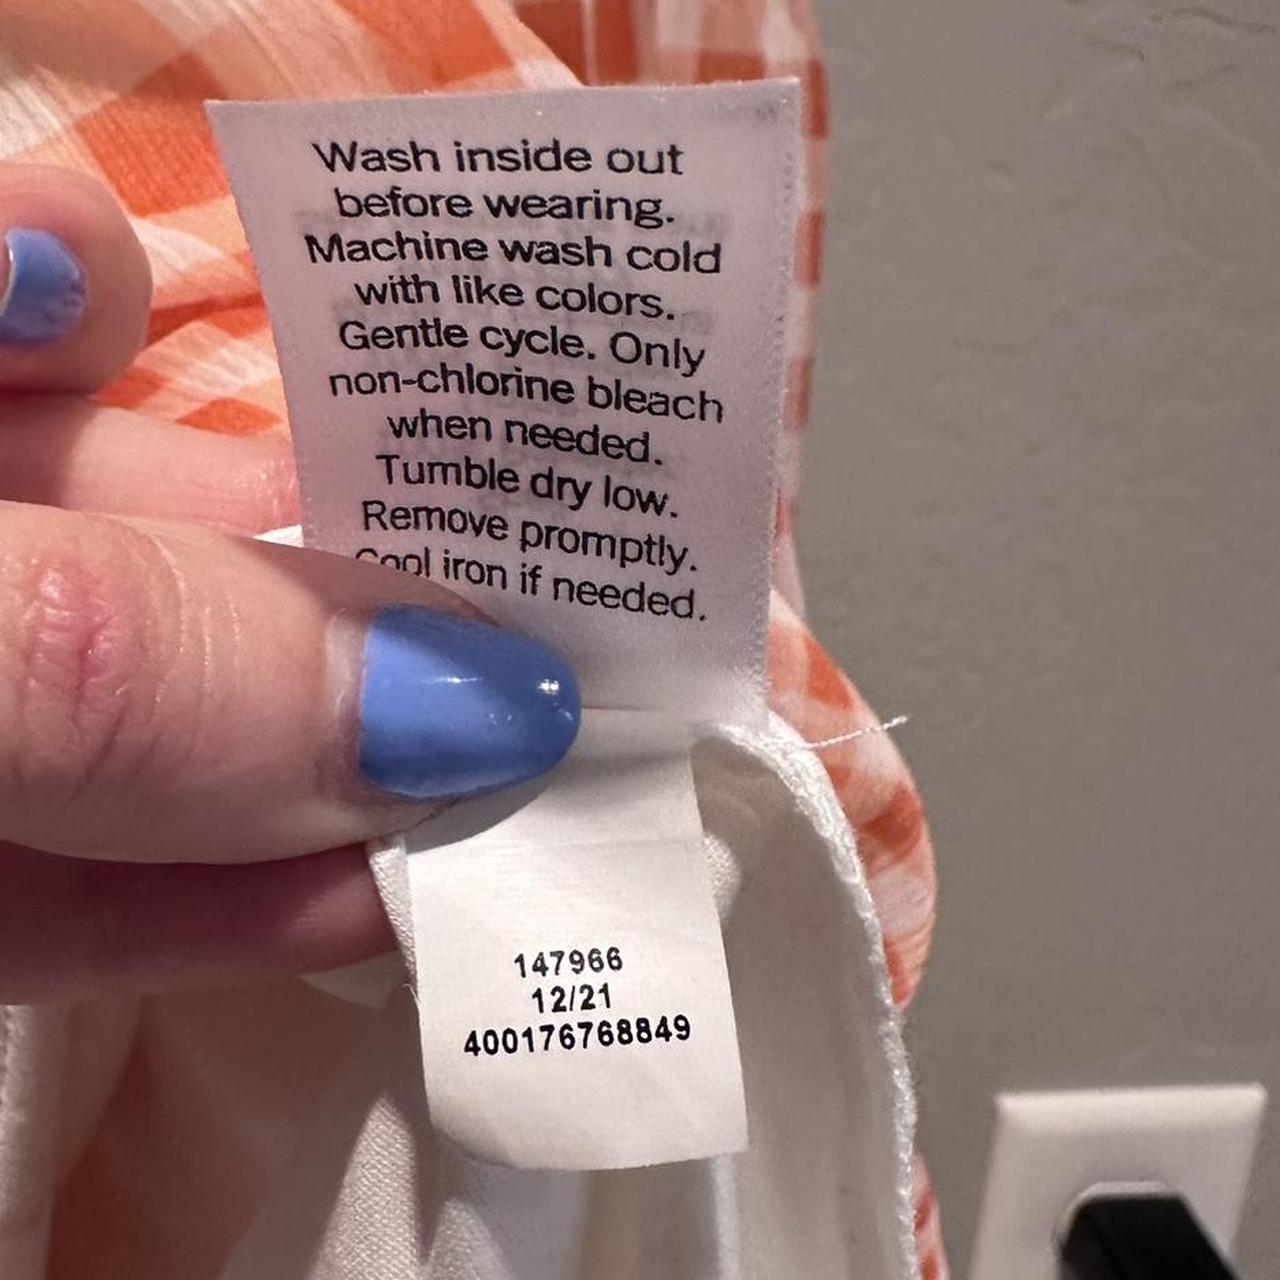 Wash inside out
before wearing.
Machine wash cold
with like colors.
Gentle cycle. Only
non-chlorine bleach
when needed.
Tumble dry low.
Remove promptly.
Cool iron if needed.
147966
12/21
400176768849